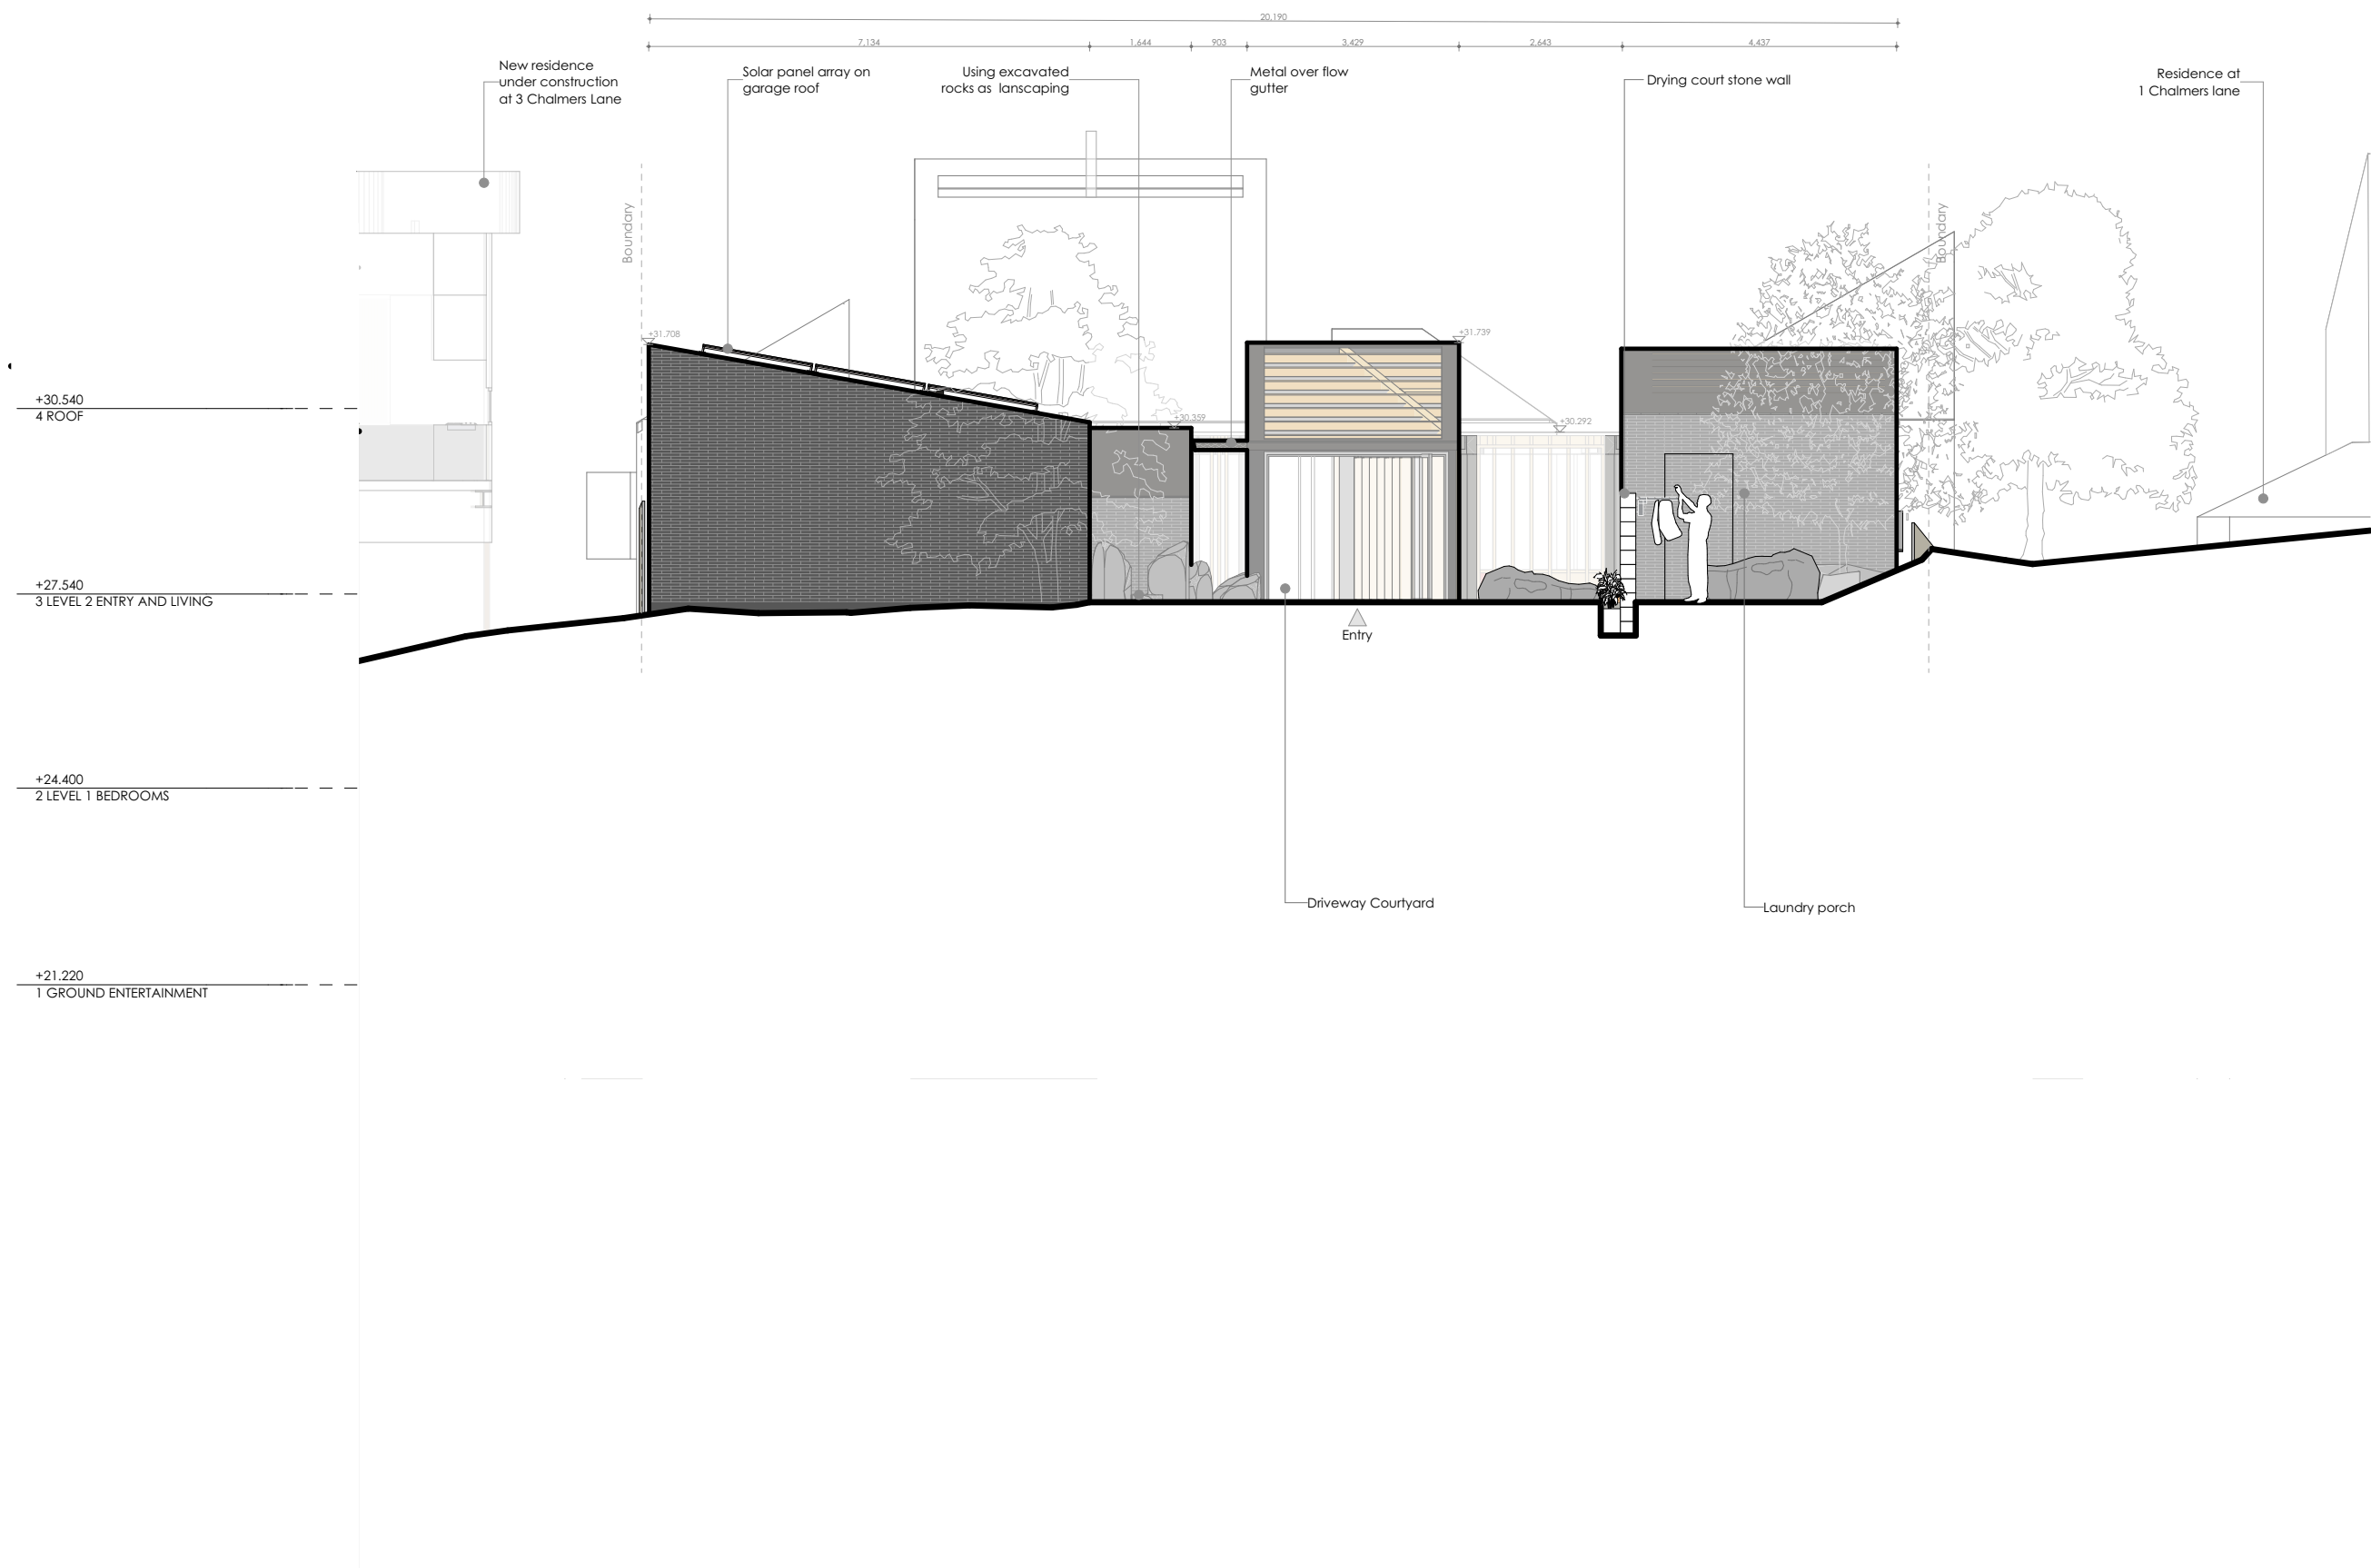 20,190
7,134
1,644
903
3,429
2,643
4,437
New residence
under construction
at 3 Chalmers Lane
Solar panel array on
garage roof
Using excavated
rocks as lanscaping
Metal over flow
gutter
Drying court stone wall
Residence at
1 Chalmers lane
Boundary
Boundary
+31.708
+31.739
+30.359
+30.292
+30.540
4 ROOF
+27.540
3 LEVEL 2 ENTRY AND LIVING
Entry
+24.400
2 LEVEL 1 BEDROOMS
Driveway Courtyard
Laundry porch
+21.220
1 GROUND ENTERTAINMENT